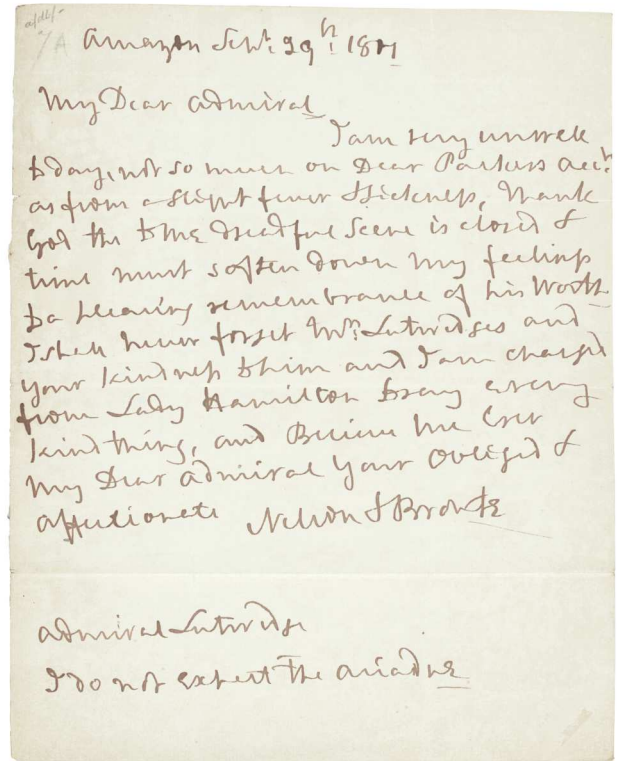 Amazon Sept: 29th: 1801
My Dear Admiral
I am very unwell
to day, not so much on Dear Parkers acct:
as from a slight fever & sickness, Thank
God the to me dreadful scene is closed &
time must soften down my feelings
to a pleasing remembrance of his Worth
I shall never forget Mrs: Lutwidges and
your kindness to him and I am charged
from Lady Hamilton to say every
kind thing, and Believe me Ever
My Dear Admiral your obliged &
affectionate Nelson & Bronte
Admiral Lutwidge
I do not expect the Ariadne